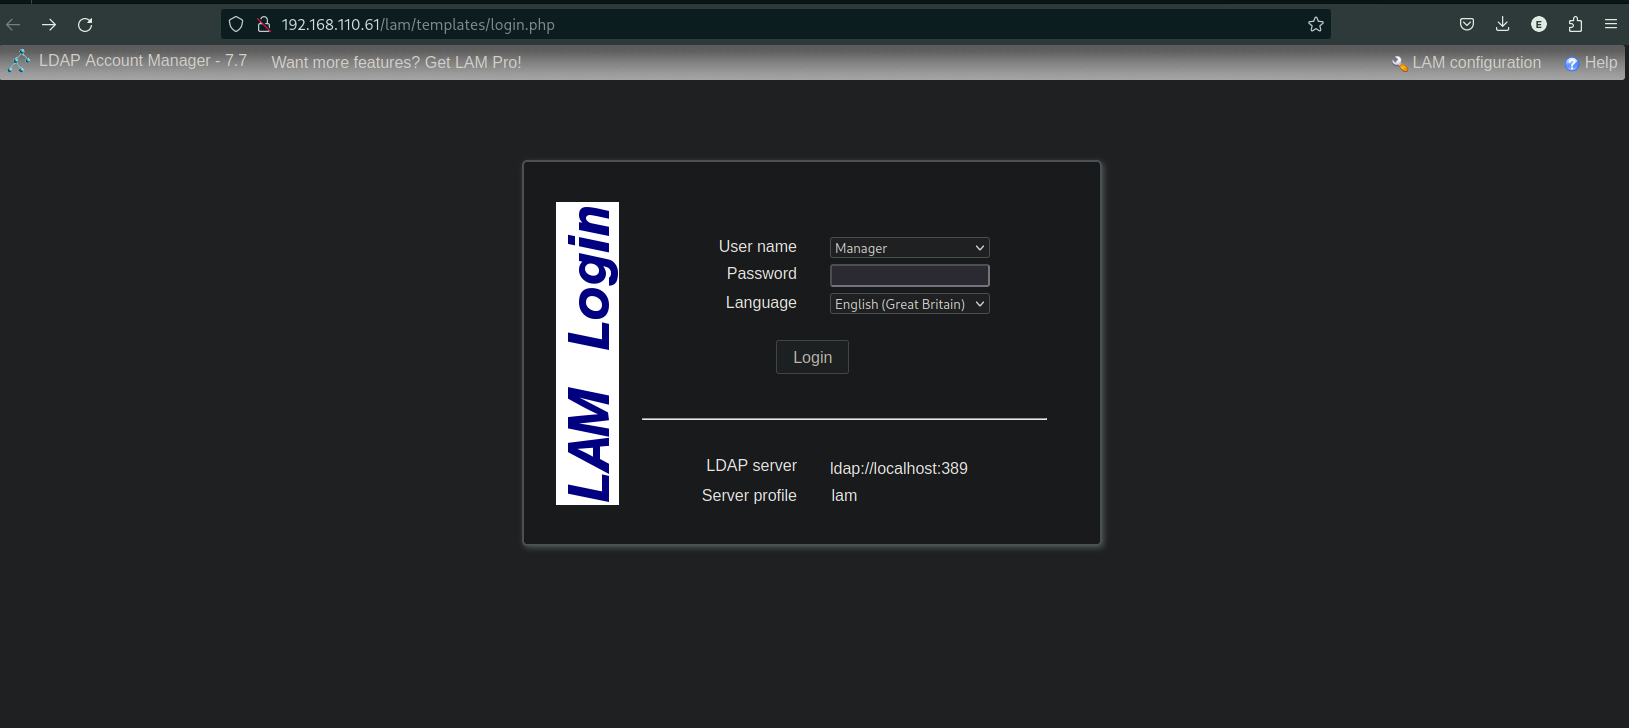 192.168.110.61/lam/templates/login.php
E
LDAP Account Manager - 7.7 Want more features? Get LAM Pro! LAM configuration Help
LAM Login
User name Manager
Password
Language English (Great Britain)
Login
LDAP server ldap://localhost:389
Server profile lam